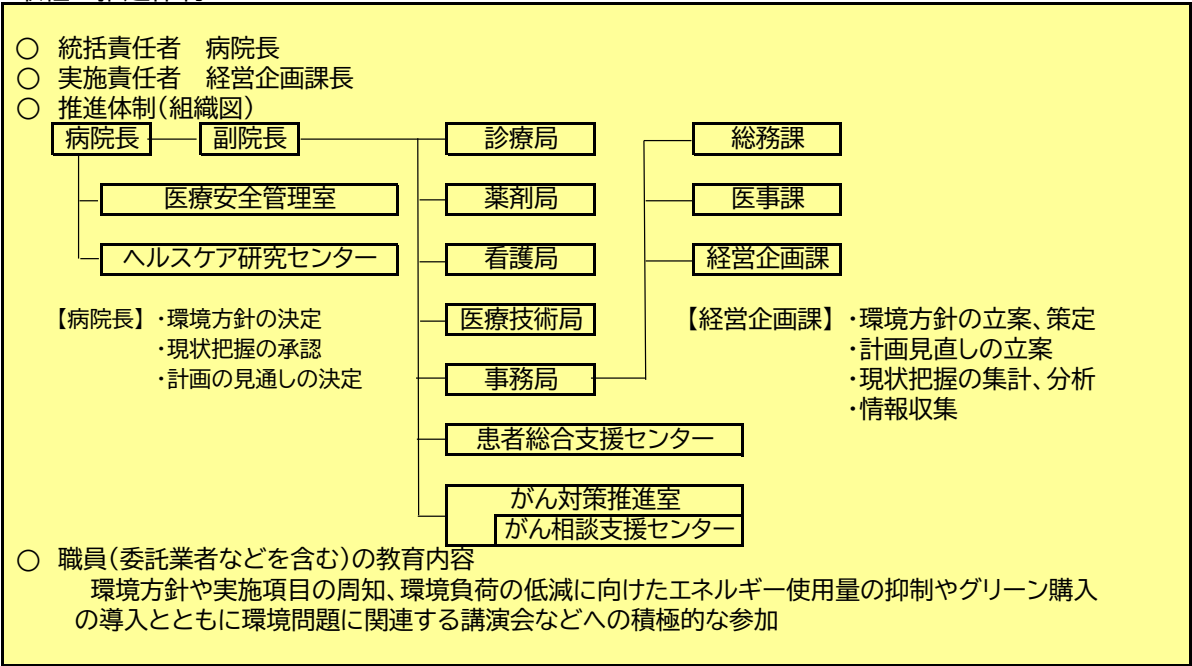 ○ 統括責任者 病院長
○ 実施責任者 経営企画課長
○ 推進体制(組織図)
病院長 副院長 診療局 総務課
医療安全管理室 薬剤局 医事課
ヘルスケア研究センター 看護局 経営企画課
【病院長】・環境方針の決定 医療技術局 【経営企画課】・環境方針の立案、策定
・現状把握の承認 ・計画見直しの立案
・計画の見通しの決定 事務局 ・現状把握の集計、分析
・情報収集
患者総合支援センター
がん対策推進室
がん相談支援センター
○ 職員(委託業者などを含む)の教育内容
環境方針や実施項目の周知、環境負荷の低減に向けたエネルギー使用量の抑制やグリーン購入
の導入とともに環境問題に関連する講演会などへの積極的な参加